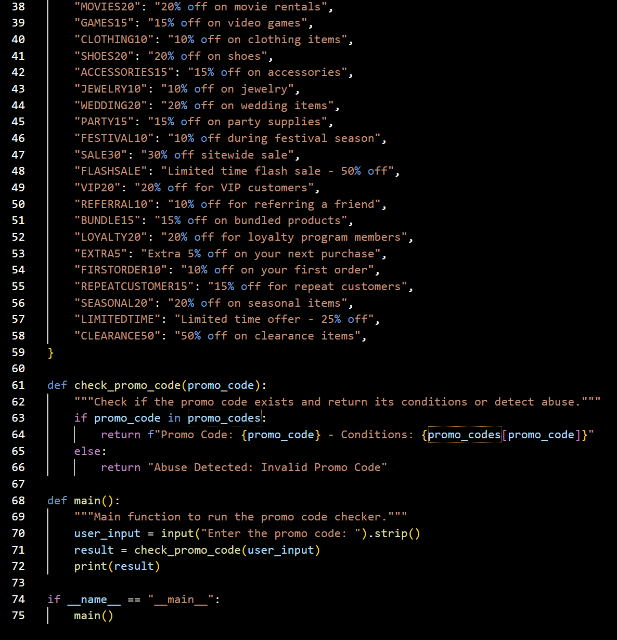 38 "MOVIES20": "20% off on movie rentals",
39 "GAMES15": "15% off on video games",
40 "CLOTHING10": "10% off on clothing items",
41 "SHOES20": "20% off on shoes",
42 "ACCESSORIES15": "15% off on accessories",
43 "JEWELRY10": "10% off on jewelry",
44 "WEDDING20": "20% off on wedding items",
45 "PARTY15": "15% off on party supplies",
46 "FESTIVAL10": "10% off during festival season",
47 "SALE30": "30% off sitewide sale",
48 "FLASHSALE": "Limited time flash sale - 50% off",
49 "VIP20": "20% off for VIP customers",
50 "REFERRAL10": "10% off for referring a friend",
51 "BUNDLE15": "15% off on bundled products",
52 "LOYALTY20": "20% off for loyalty program members",
53 "EXTRA5": "Extra 5% off on your next purchase",
54 "FIRSTORDER10": "10% off on your first order",
55 "REPEATCUSTOMER15": "15% off for repeat customers",
56 "SEASONAL20": "20% off on seasonal items",
57 "LIMITEDTIME": "Limited time offer - 25% off",
58 "CLEARANCE50": "50% off on clearance items",
59 }
60
61 def check_promo_code(promo_code):
62 """Check if the promo code exists and return its conditions or detect abuse."""
63 if promo_code in promo_codes:
64 return f"Promo Code: {promo_code} - Conditions: {promo_codes[promo_code]}"
65 else:
66 return "Abuse Detected: Invalid Promo Code"
67
68 def main():
69 """Main function to run the promo code checker."""
70 user_input = input("Enter the promo code: ").strip()
71 result = check_promo_code(user_input)
72 print(result)
73
74 if __name__ == "__main__":
75 main()